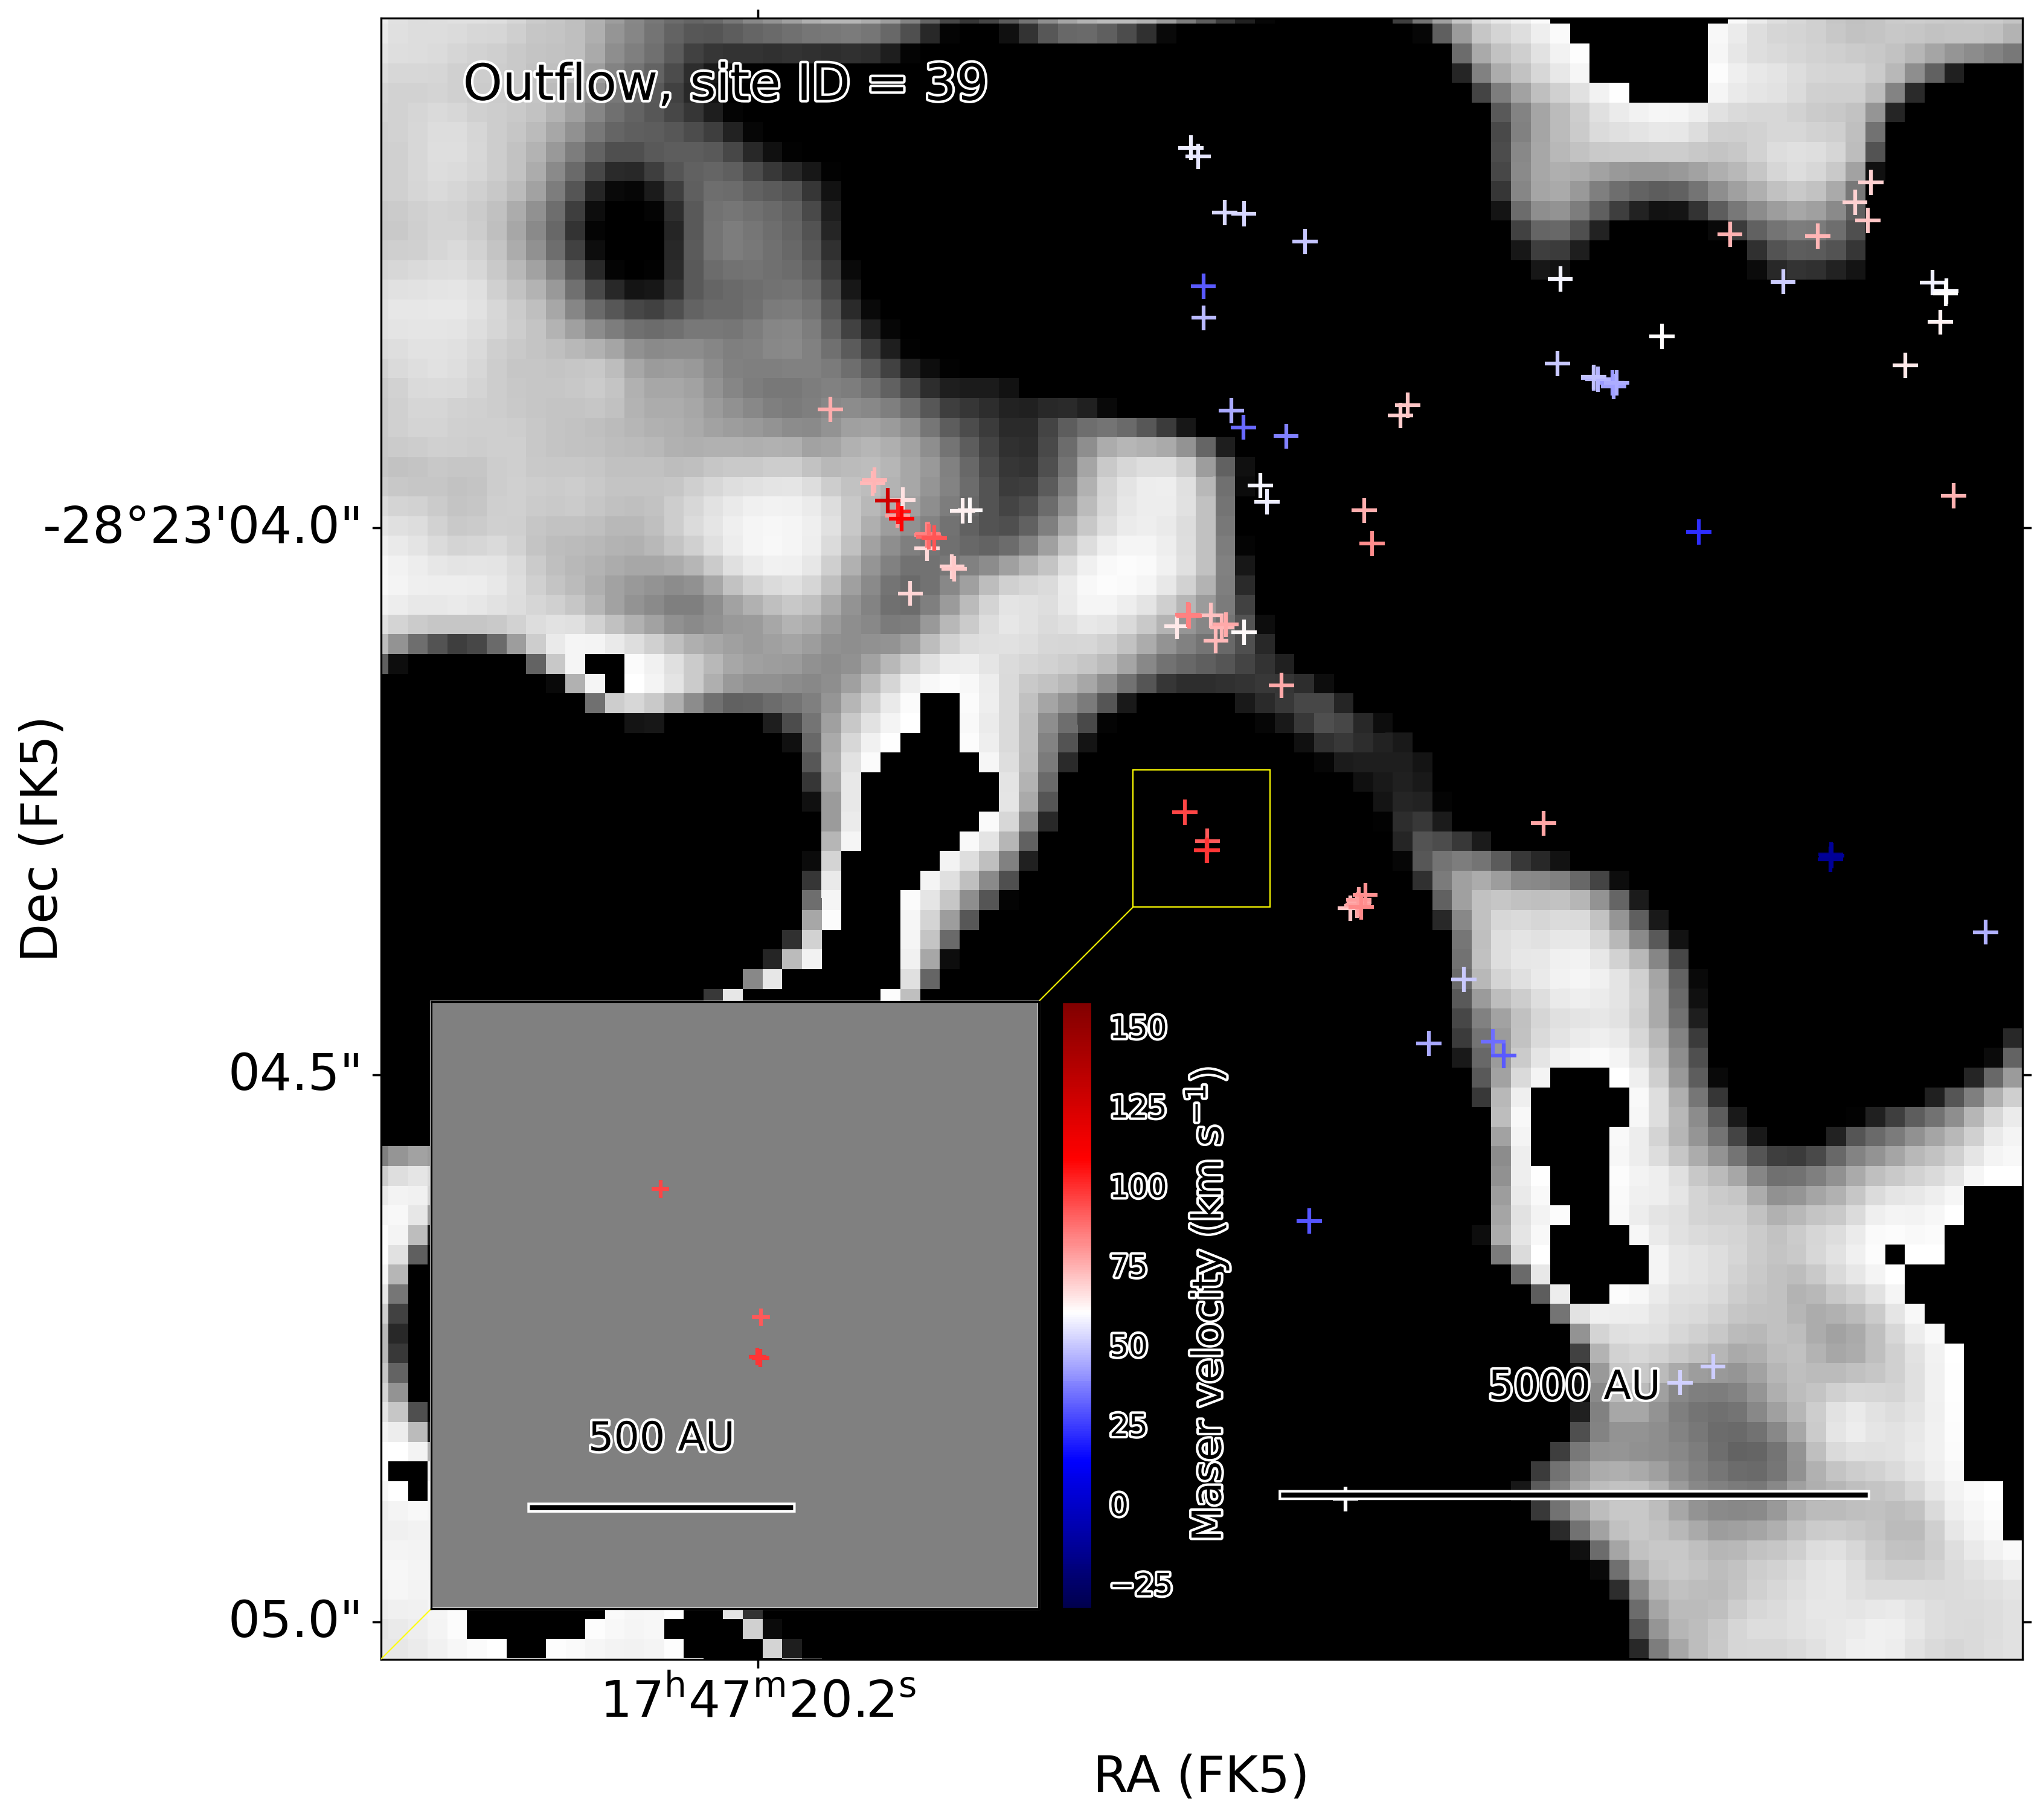 Outflow, site ID = 39
-28°23'04.0"
04.5"
05.0"
Dec (FK5)
17ʰ47ᵐ20.2ˢ
RA (FK5)
500 AU
150
125
100
75
50
25
0
−25
Maser velocity (km s⁻¹)
5000 AU